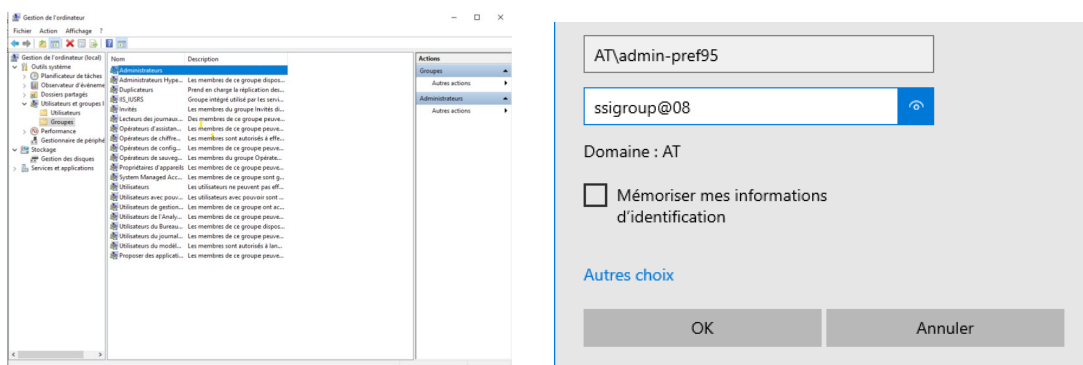 Gestion de l'ordinateur
Fichier Action Affichage ?
Gestion de l'ordinateur (local)
Outils système
Planificateur de tâches
Observateur d'événeme
Dossiers partagés
Utilisateurs et groupes l
Utilisateurs
Groupes
Performance
Gestionnaire de périphé
Stockage
Gestion des disques
Services et applications
Nom Description
Administrateurs
Administrateurs Hype... Les membres de ce groupe dispos...
Duplicateurs Prend en charge la réplication des...
IIS_IUSRS Groupe intégré utilisé par les servi...
Invités Les membres du groupe Invités di...
Lecteurs des journaux... Des membres de ce groupe peuve...
Opérateurs d'assistan... Les membres de ce groupe peuve...
Opérateurs de chiffre... Les membres sont autorisés à effe...
Opérateurs de config... Les membres de ce groupe peuve...
Opérateurs de sauveg... Les membres du groupe Opérate...
Propriétaires d'appareils Les membres de ce groupe peuve...
System Managed Acc... Les membres de ce groupe sont g...
Utilisateurs Les utilisateurs ne peuvent pas eff...
Utilisateurs avec pouv... Les utilisateurs avec pouvoir sont ...
Utilisateurs de gestion... Les membres de ce groupe ont ac...
Utilisateurs de l'Analy... Les membres de ce groupe peuve...
Utilisateurs du Bureau... Les membres de ce groupe dispos...
Utilisateurs du journal... Les membres de ce groupe peuve...
Utilisateurs du modèl... Les membres sont autorisés à lan...
Proposer des applicati... Les membres de ce groupe peuve...
Actions
Groupes
Autres actions
Administrateurs
Autres actions
AT\admin-pref95
ssigroup@08
Domaine : AT
Mémoriser mes informations
d'identification
Autres choix
OK Annuler